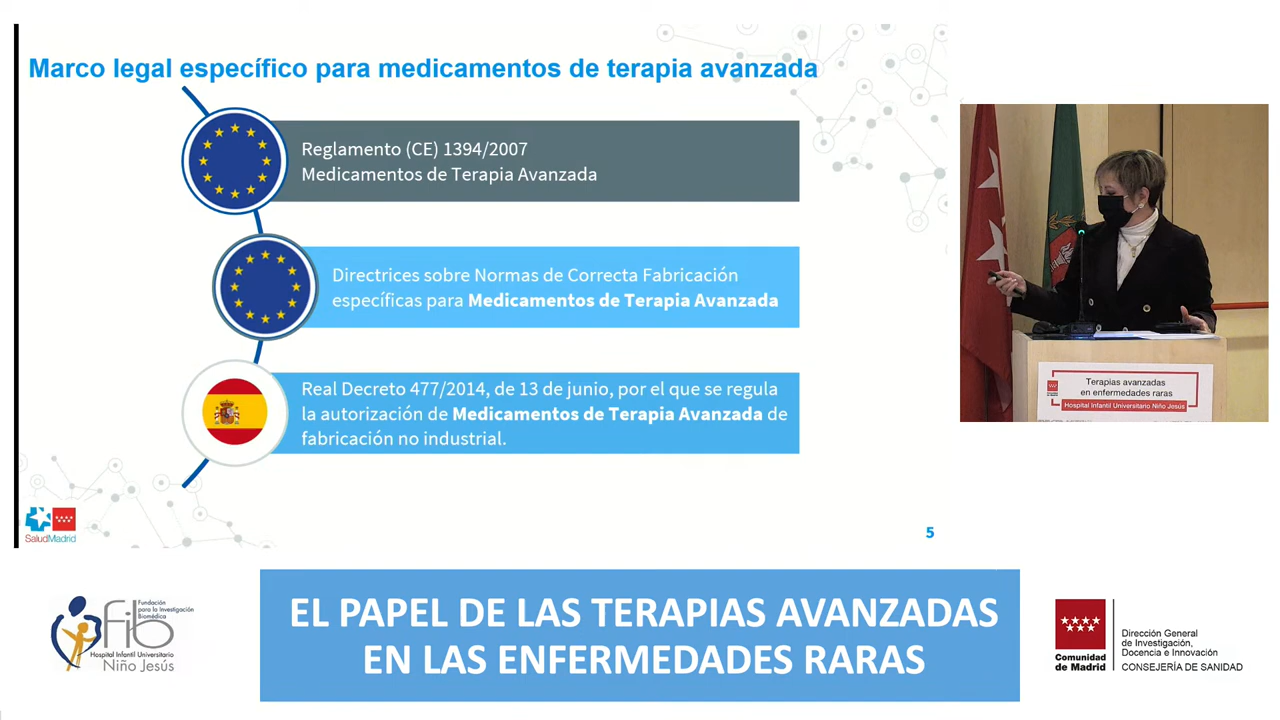 Marco legal específico para medicamentos de terapia avanzada
Reglamento (CE) 1394/2007
Medicamentos de Terapia Avanzada
Directrices sobre Normas de Correcta Fabricación
específicas para Medicamentos de Terapia Avanzada
Real Decreto 477/2014, de 13 de junio, por el que se regula
la autorización de Medicamentos de Terapia Avanzada de
fabricación no industrial.
SaludMadrid
5
Terapias avanzadas
en enfermedades raras
Hospital Infantil Universitario Niño Jesús
Fundación
para la Investigación
Biomédica
fib
Hospital Infantil Universitario
Niño Jesús
EL PAPEL DE LAS TERAPIAS AVANZADAS
EN LAS ENFERMEDADES RARAS
Comunidad
de Madrid
Dirección General
de Investigación,
Docencia e Innovación
CONSEJERÍA DE SANIDAD